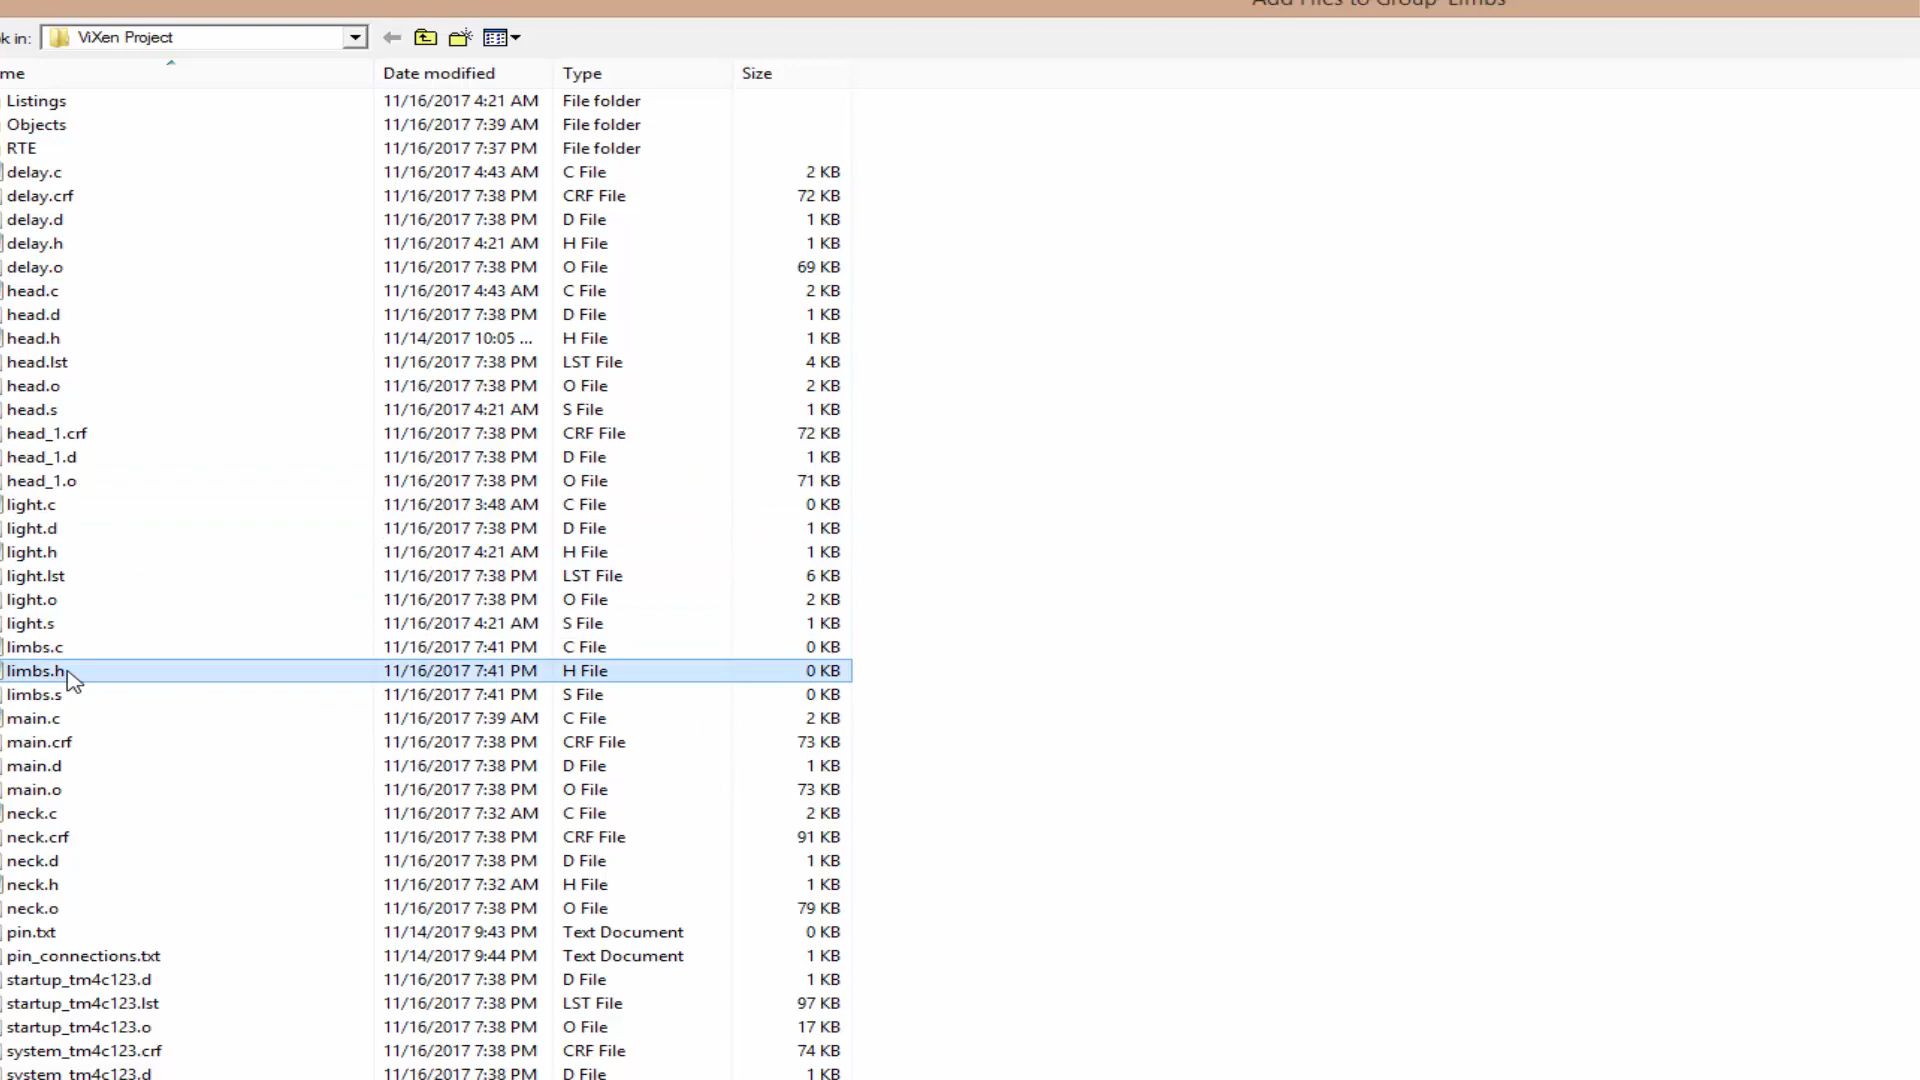 Add Files to Group 'Limbs'
k in: ViXen Project
me Date modified Type Size
Listings 11/16/2017 4:21 AM File folder
Objects 11/16/2017 7:39 AM File folder
RTE 11/16/2017 7:37 PM File folder
delay.c 11/16/2017 4:43 AM C File 2 KB
delay.crf 11/16/2017 7:38 PM CRF File 72 KB
delay.d 11/16/2017 7:38 PM D File 1 KB
delay.h 11/16/2017 4:21 AM H File 1 KB
delay.o 11/16/2017 7:38 PM O File 69 KB
head.c 11/16/2017 4:43 AM C File 2 KB
head.d 11/16/2017 7:38 PM D File 1 KB
head.h 11/14/2017 10:05 ... H File 1 KB
head.lst 11/16/2017 7:38 PM LST File 4 KB
head.o 11/16/2017 7:38 PM O File 2 KB
head.s 11/16/2017 4:21 AM S File 1 KB
head_1.crf 11/16/2017 7:38 PM CRF File 72 KB
head_1.d 11/16/2017 7:38 PM D File 1 KB
head_1.o 11/16/2017 7:38 PM O File 71 KB
light.c 11/16/2017 3:48 AM C File 0 KB
light.d 11/16/2017 7:38 PM D File 1 KB
light.h 11/16/2017 4:21 AM H File 1 KB
light.lst 11/16/2017 7:38 PM LST File 6 KB
light.o 11/16/2017 7:38 PM O File 2 KB
light.s 11/16/2017 4:21 AM S File 1 KB
limbs.c 11/16/2017 7:41 PM C File 0 KB
limbs.h 11/16/2017 7:41 PM H File 0 KB
limbs.s 11/16/2017 7:41 PM S File 0 KB
main.c 11/16/2017 7:39 AM C File 2 KB
main.crf 11/16/2017 7:38 PM CRF File 73 KB
main.d 11/16/2017 7:38 PM D File 1 KB
main.o 11/16/2017 7:38 PM O File 73 KB
neck.c 11/16/2017 7:32 AM C File 2 KB
neck.crf 11/16/2017 7:38 PM CRF File 91 KB
neck.d 11/16/2017 7:38 PM D File 1 KB
neck.h 11/16/2017 7:32 AM H File 1 KB
neck.o 11/16/2017 7:38 PM O File 79 KB
pin.txt 11/14/2017 9:43 PM Text Document 0 KB
pin_connections.txt 11/14/2017 9:44 PM Text Document 1 KB
startup_tm4c123.d 11/16/2017 7:38 PM D File 1 KB
startup_tm4c123.lst 11/16/2017 7:38 PM LST File 97 KB
startup_tm4c123.o 11/16/2017 7:38 PM O File 17 KB
system_tm4c123.crf 11/16/2017 7:38 PM CRF File 74 KB
system_tm4c123.d 11/16/2017 7:38 PM D File 1 KB